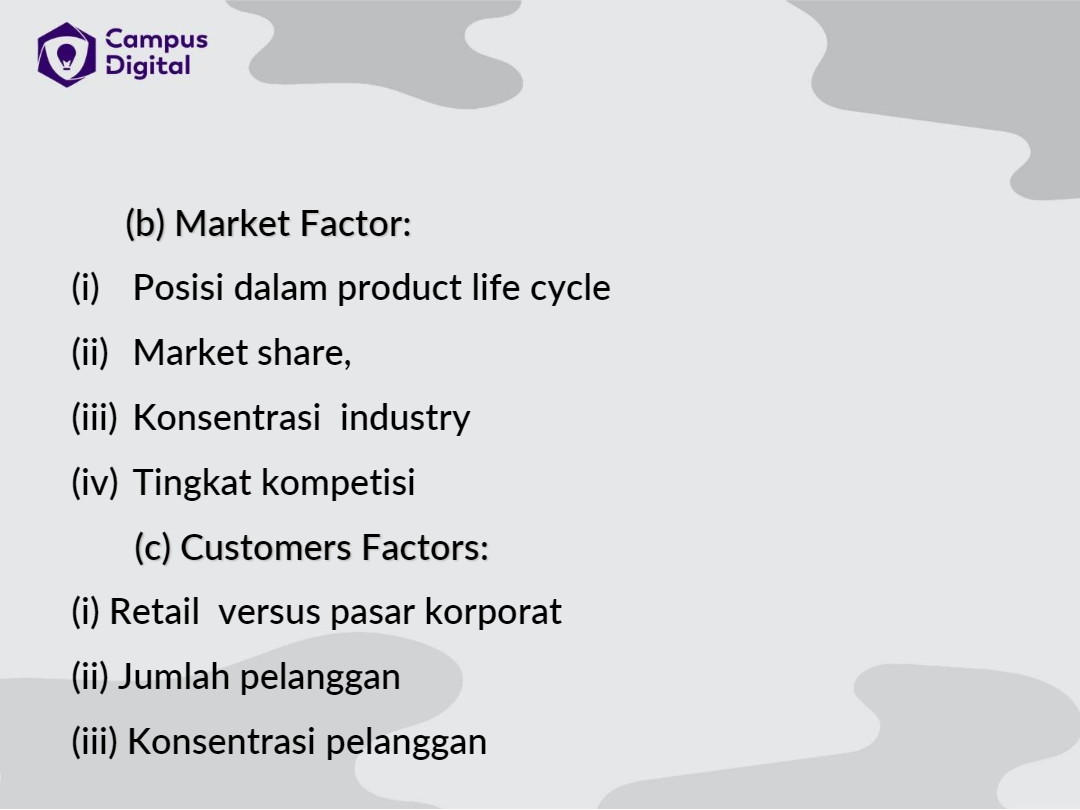 Campus
Digital
(b) Market Factor:
(i) Posisi dalam product life cycle
(ii) Market share,
(iii) Konsentrasi industry
(iv) Tingkat kompetisi
(c) Customers Factors:
(i) Retail versus pasar korporat
(ii) Jumlah pelanggan
(iii) Konsentrasi pelanggan